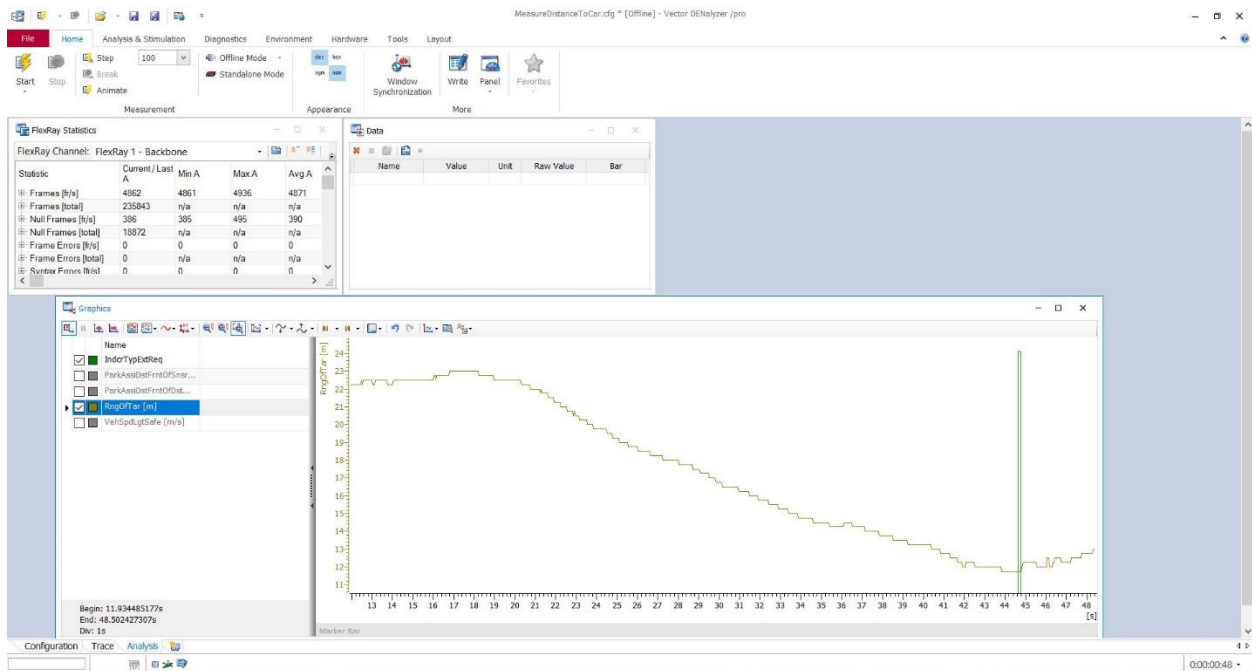 MeasureDistanceToCar.cfg * [Offline] - Vector DENalyzer /pro
File Home Analysis & Stimulation Diagnostics Environment Hardware Tools Layout
Start Stop Step 100 Break Animate Offline Mode Standalone Mode dec hex sym num Window Synchronization Write Panel Favorites
Measurement Appearance More
FlexRay Statistics
FlexRay Channel: FlexRay 1 - Backbone
Statistic Current / Last A Min A Max A Avg A
Frames [fr/s] 4862 4861 4936 4871
Frames [total] 235843 n/a n/a n/a
Null Frames [fr/s] 386 385 495 390
Null Frames [total] 18872 n/a n/a n/a
Frame Errors [fr/s] 0 0 0 0
Frame Errors [total] 0 n/a n/a n/a
Syntax Errors [fr/s] 0 0 0 0
Data
Name Value Unit Raw Value Bar
Graphics
Name
IndcrTypExtReq
ParkAssiDstFrntOfSnsr...
ParkAssiDstFrntOfDst...
RngOfTar [m]
VehSpdLgtSafe [m/s]
Begin: 11.934485177s
End: 48.502427307s
Div: 1s
RngOfTar [m]
24
23
22
21
20
19
18
17
16
15
14
13
12
11
13 14 15 16 17 18 19 20 21 22 23 24 25 26 27 28 29 30 31 32 33 34 35 36 37 38 39 40 41 42 43 44 45 46 47 48
[s]
Marker Bar
Configuration Trace Analysis
0:00:00:48